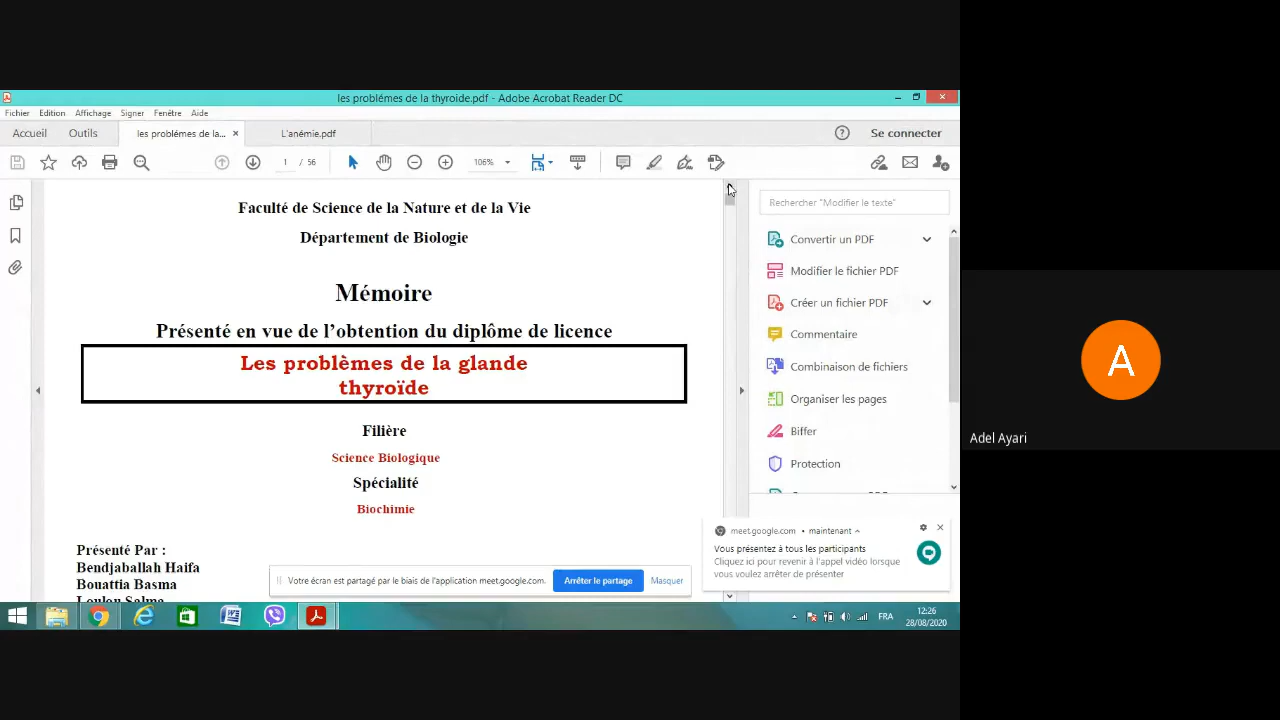 les problémes de la thyroide.pdf - Adobe Acrobat Reader DC
Fichier Edition Affichage Signer Fenêtre Aide
Accueil Outils les problémes de la... × L'anémie.pdf Se connecter
1 / 56 106%
Faculté de Science de la Nature et de la Vie
Département de Biologie
Mémoire
Présenté en vue de l'obtention du diplôme de licence
Les problèmes de la glande
thyroïde
Filière
Science Biologique
Spécialité
Biochimie
Présenté Par :
Bendjaballah Haifa
Bouattia Basma
Loulou Salma
Rechercher "Modifier le texte"
Convertir un PDF
Modifier le fichier PDF
Créer un fichier PDF
Commentaire
Combinaison de fichiers
Organiser les pages
Biffer
Protection
meet.google.com • maintenant
Vous présentez à tous les participants
Cliquez ici pour revenir à l'appel vidéo lorsque
vous voulez arrêter de présenter
Votre écran est partagé par le biais de l'application meet.google.com. Arrêter le partage Masquer
FRA
12:26
28/08/2020
A
Adel Ayari